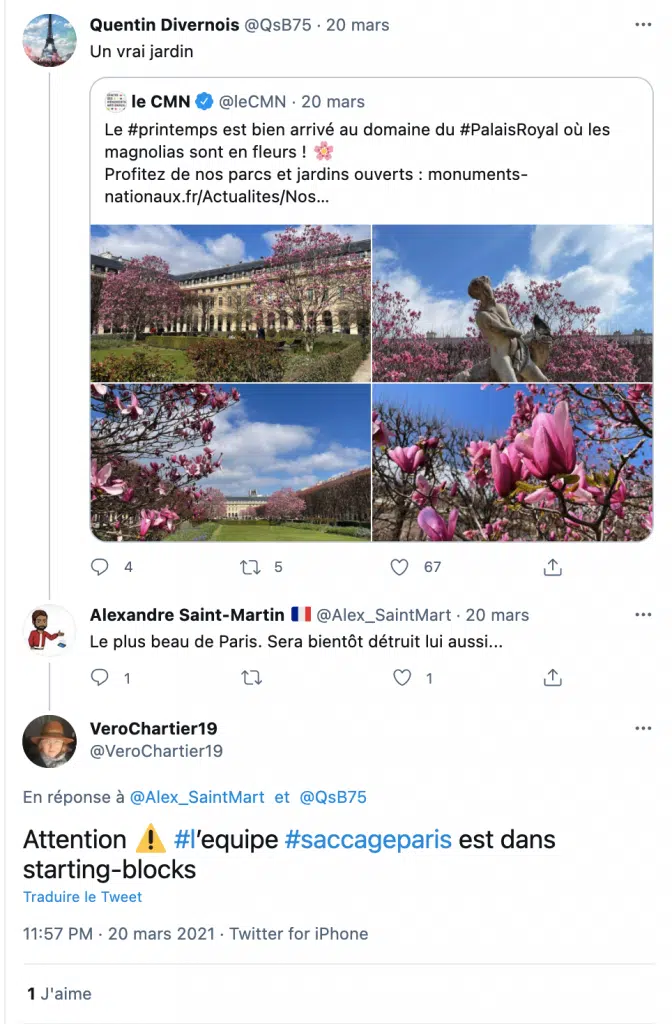 Quentin Divernois @QsB75 · 20 mars
Un vrai jardin
le CMN @leCMN · 20 mars
Le #printemps est bien arrivé au domaine du #PalaisRoyal où les
magnolias sont en fleurs ! 🌸
Profitez de nos parcs et jardins ouverts : monuments-
nationaux.fr/Actualites/Nos...
4 5 67
Alexandre Saint-Martin 🇫🇷 @Alex_SaintMart · 20 mars
Le plus beau de Paris. Sera bientôt détruit lui aussi...
1 1
VeroChartier19
@VeroChartier19
En réponse à @Alex_SaintMart et @QsB75
Attention ⚠️ #l’equipe #saccageparis est dans
starting-blocks
Traduire le Tweet
11:57 PM · 20 mars 2021 · Twitter for iPhone
1 J'aime